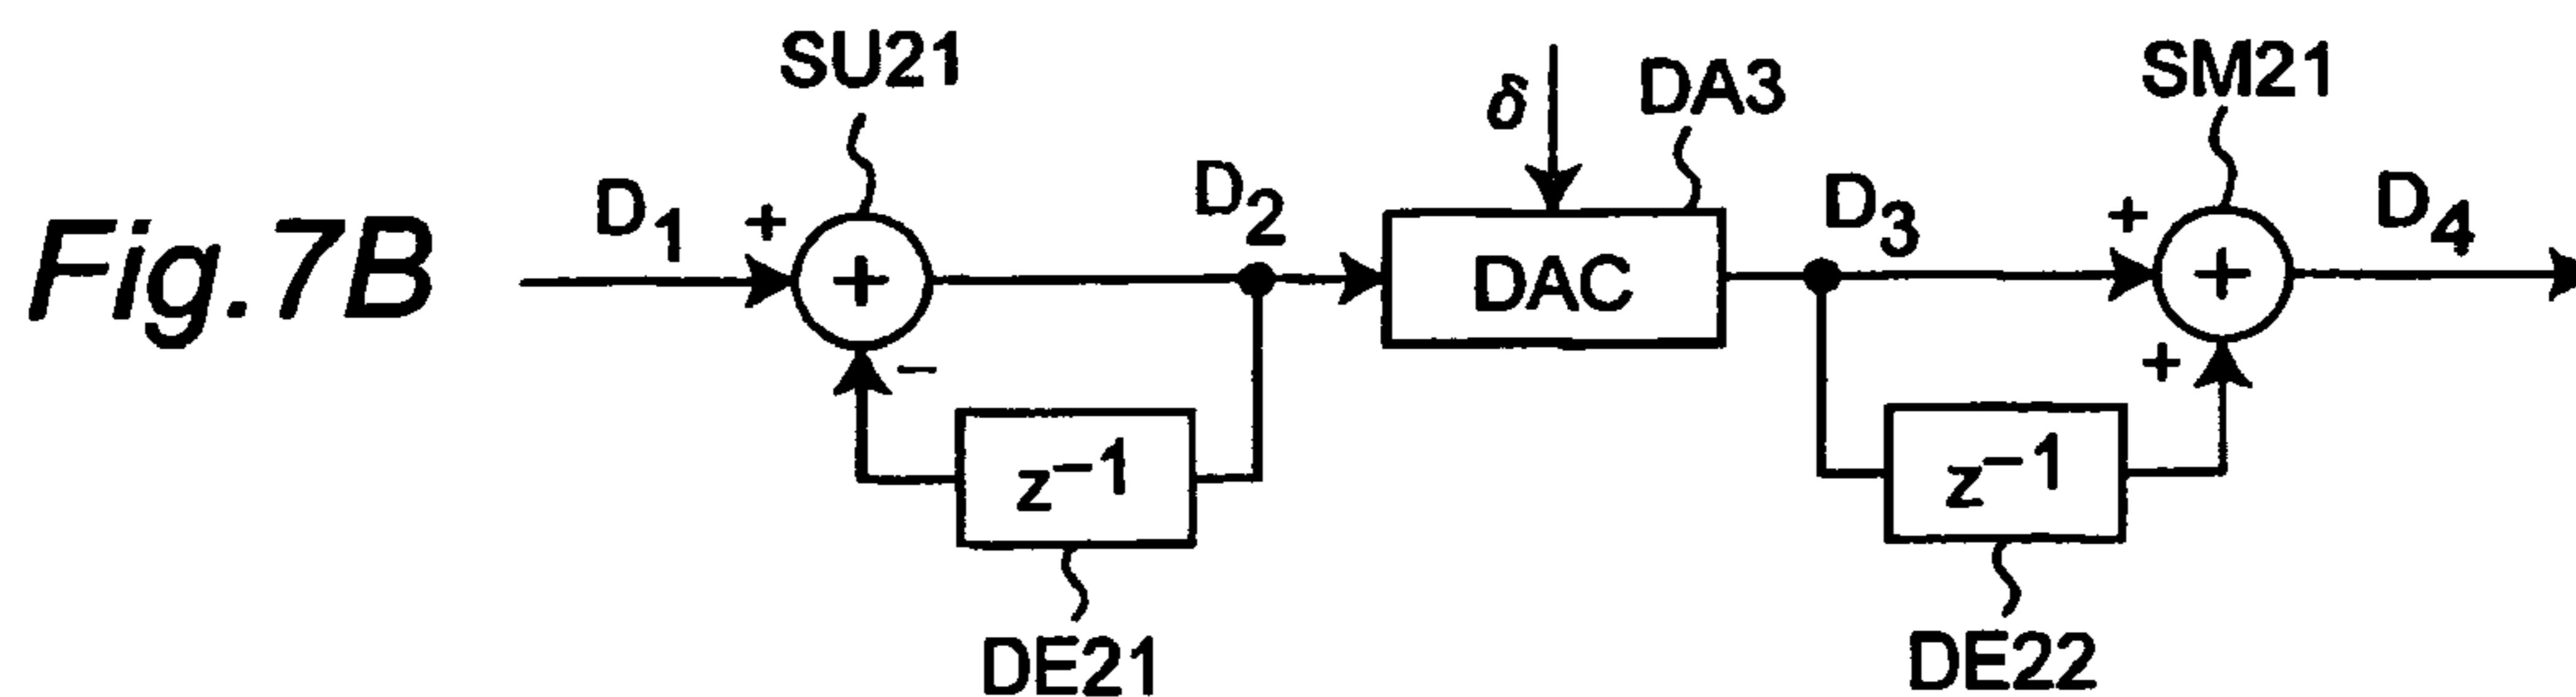 Fig.7B
SU21
D1
+
+
−
z−1
DE21
D2
δ
DA3
DAC
D3
SM21
+
+
+
D4
z−1
DE22